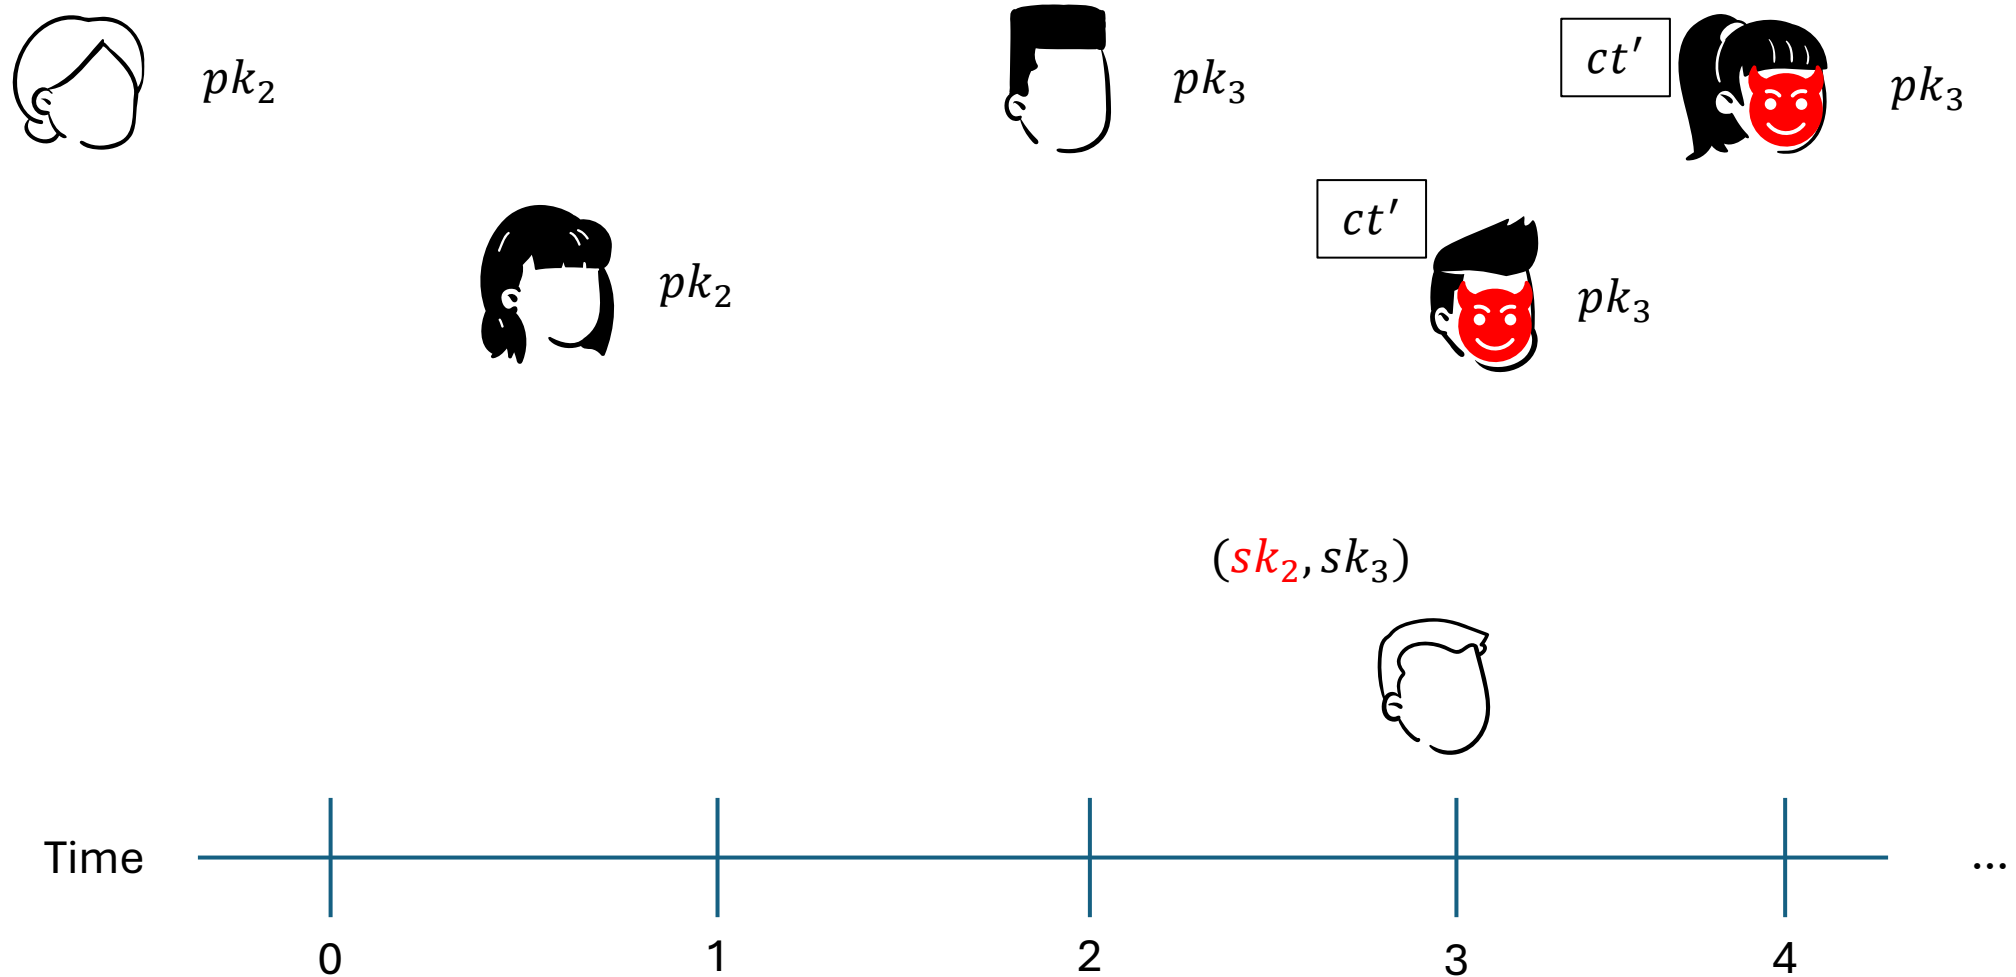 pk₂
pk₃
ct′
pk₃
ct′
pk₂
pk₃
(sk₂, sk₃)
Time
...
0
1
2
3
4